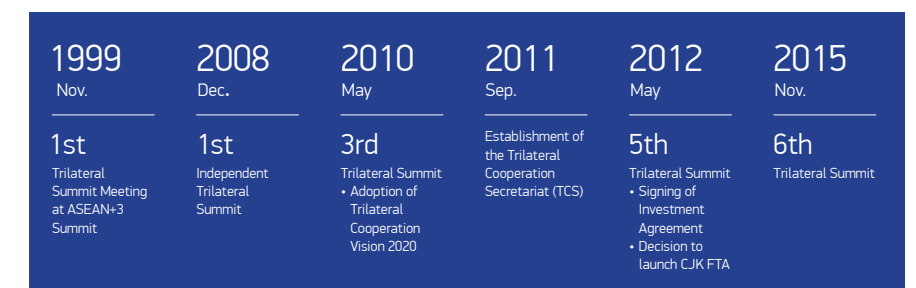 1999
Nov.
1st
Trilateral
Summit Meeting
at ASEAN+3
Summit
2008
Dec.
1st
Independent
Trilateral
Summit
2010
May
3rd
Trilateral Summit
• Adoption of
Trilateral
Cooperation
Vision 2020
2011
Sep.
Establishment of
the Trilateral
Cooperation
Secretariat (TCS)
2012
May
5th
Trilateral Summit
• Signing of
Investment
Agreement
• Decision to
launch CJK FTA
2015
Nov.
6th
Trilateral Summit